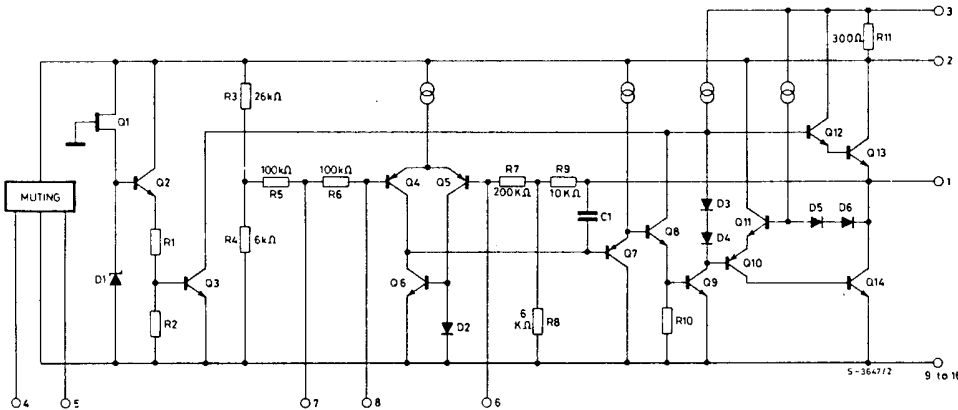 3
300Ω R11
2
R3 26kΩ
Q1
Q12
Q13
100kΩ 100kΩ R7 R9 1
Q2 R5 R6 Q4 Q5 200KΩ 10KΩ
MUTING
D3 D5 D6
C1 Q11
R1 R4 6kΩ Q8
D4
Q7
Q10
D1 Q3 Q6 Q9 Q14
R2 D2 6 KΩ R8 R10
S-3647/2
9 to 16
4 5 7 8 6